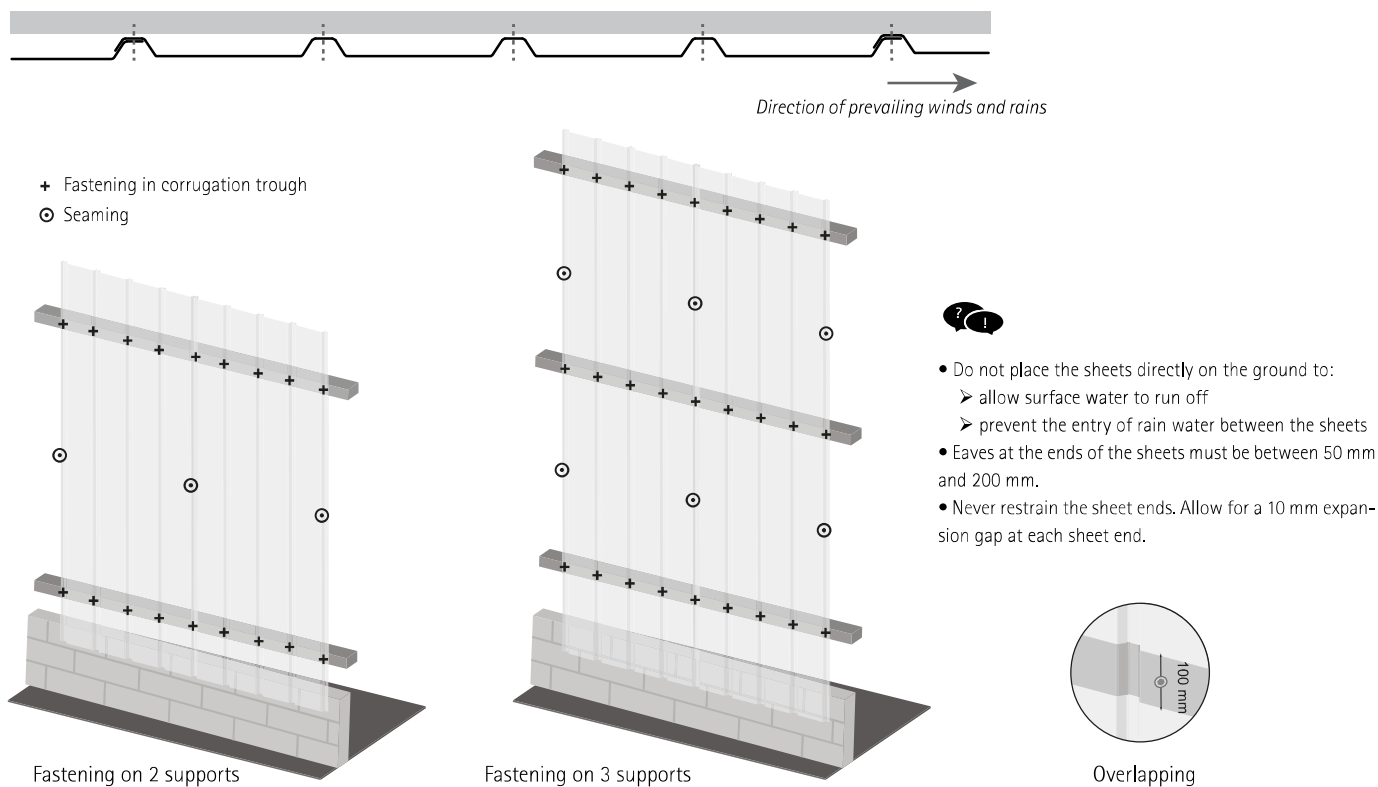 Direction of prevailing winds and rains
+ Fastening in corrugation trough
⊙ Seaming
? !
• Do not place the sheets directly on the ground to:
➢ allow surface water to run off
➢ prevent the entry of rain water between the sheets
• Eaves at the ends of the sheets must be between 50 mm
and 200 mm.
• Never restrain the sheet ends. Allow for a 10 mm expan-
sion gap at each sheet end.
100 mm
Fastening on 2 supports
Fastening on 3 supports
Overlapping